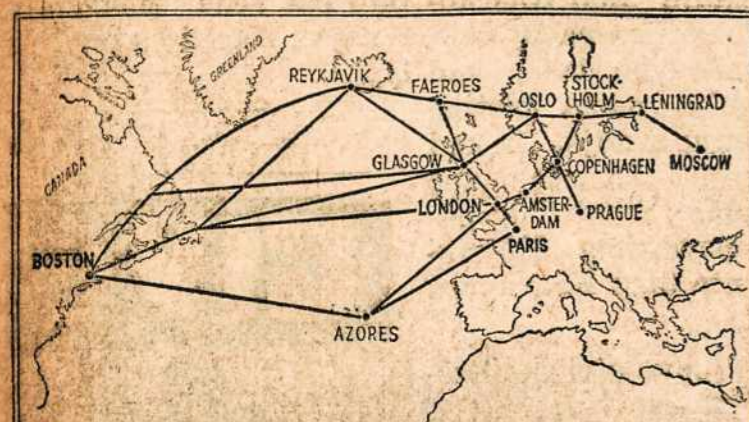 GREENLAND
REYKJAVIK
FAEROES
OSLO
STOCK-
HOLM
LENINGRAD
CANADA
GLASGOW
COPENHAGEN
MOSCOW
LONDON
AMSTER-
DAM
PRAGUE
PARIS
BOSTON
AZORES